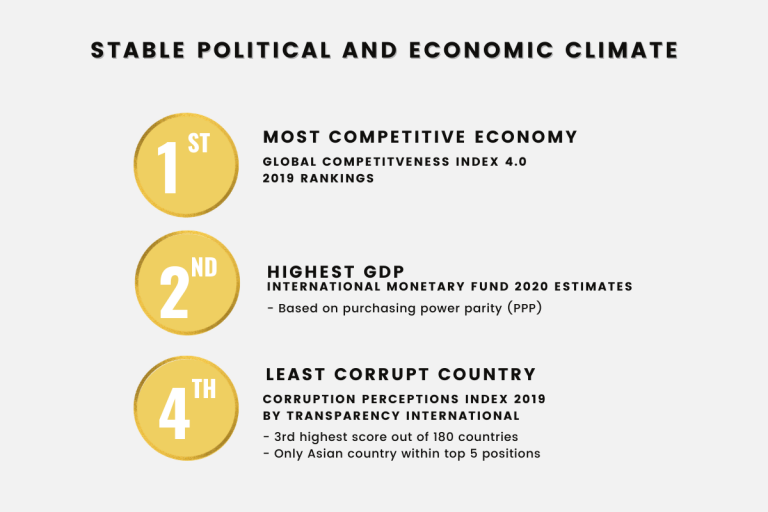 STABLE POLITICAL AND ECONOMIC CLIMATE
1ST
MOST COMPETITIVE ECONOMY
GLOBAL COMPETITVENESS INDEX 4.0
2019 RANKINGS
2ND
HIGHEST GDP
INTERNATIONAL MONETARY FUND 2020 ESTIMATES
- Based on purchasing power parity (PPP)
4TH
LEAST CORRUPT COUNTRY
CORRUPTION PERCEPTIONS INDEX 2019
BY TRANSPARENCY INTERNATIONAL
- 3rd highest score out of 180 countries
- Only Asian country within top 5 positions